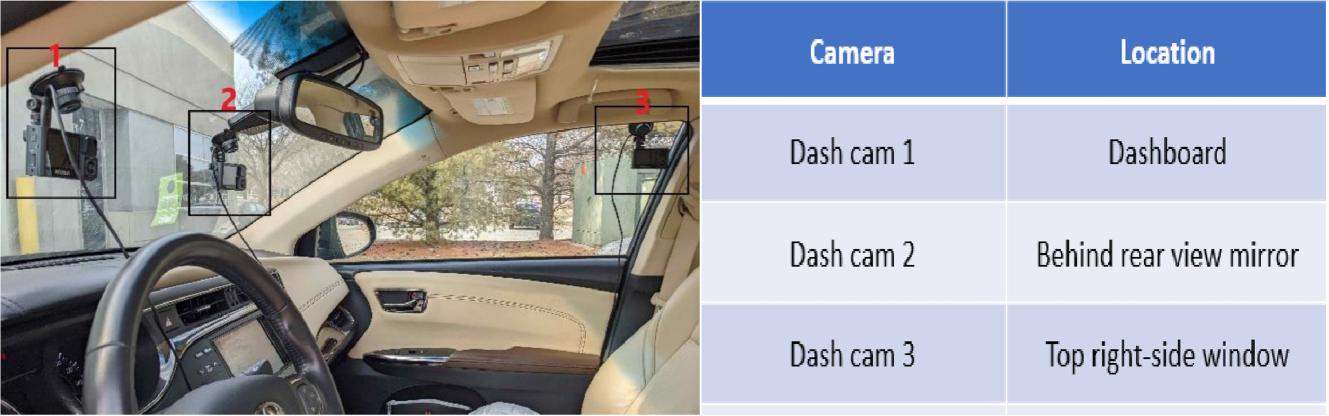 1
2
3
Camera Location
Dash cam 1 Dashboard
Dash cam 2 Behind rear view mirror
Dash cam 3 Top right-side window